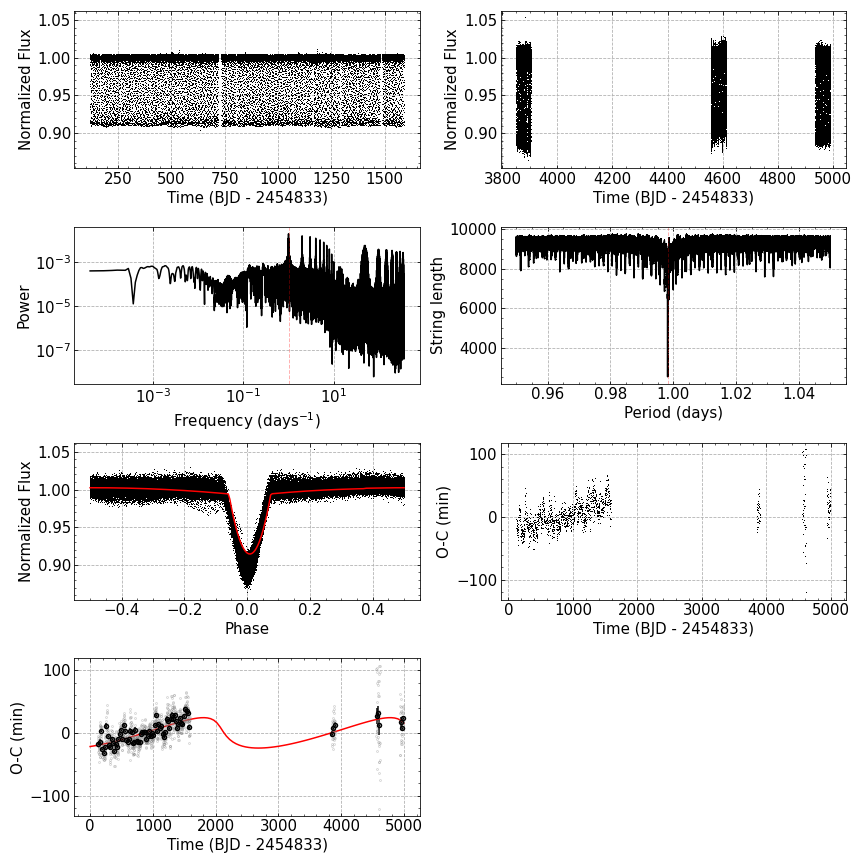 1.05
1.00
0.95
0.90
Normalized Flux
250 500 750 1000 1250 1500
Time (BJD - 2454833)
1.05
1.00
0.95
0.90
Normalized Flux
3800 4000 4200 4400 4600 4800 5000
Time (BJD - 2454833)
10⁻³
10⁻⁵
10⁻⁷
Power
10⁻³ 10⁻¹ 10¹
Frequency (days⁻¹)
10000
8000
6000
4000
String length
0.96 0.98 1.00 1.02 1.04
Period (days)
1.05
1.00
0.95
0.90
Normalized Flux
−0.4 −0.2 0.0 0.2 0.4
Phase
100
0
−100
O-C (min)
0 1000 2000 3000 4000 5000
Time (BJD - 2454833)
100
0
−100
O-C (min)
0 1000 2000 3000 4000 5000
Time (BJD - 2454833)